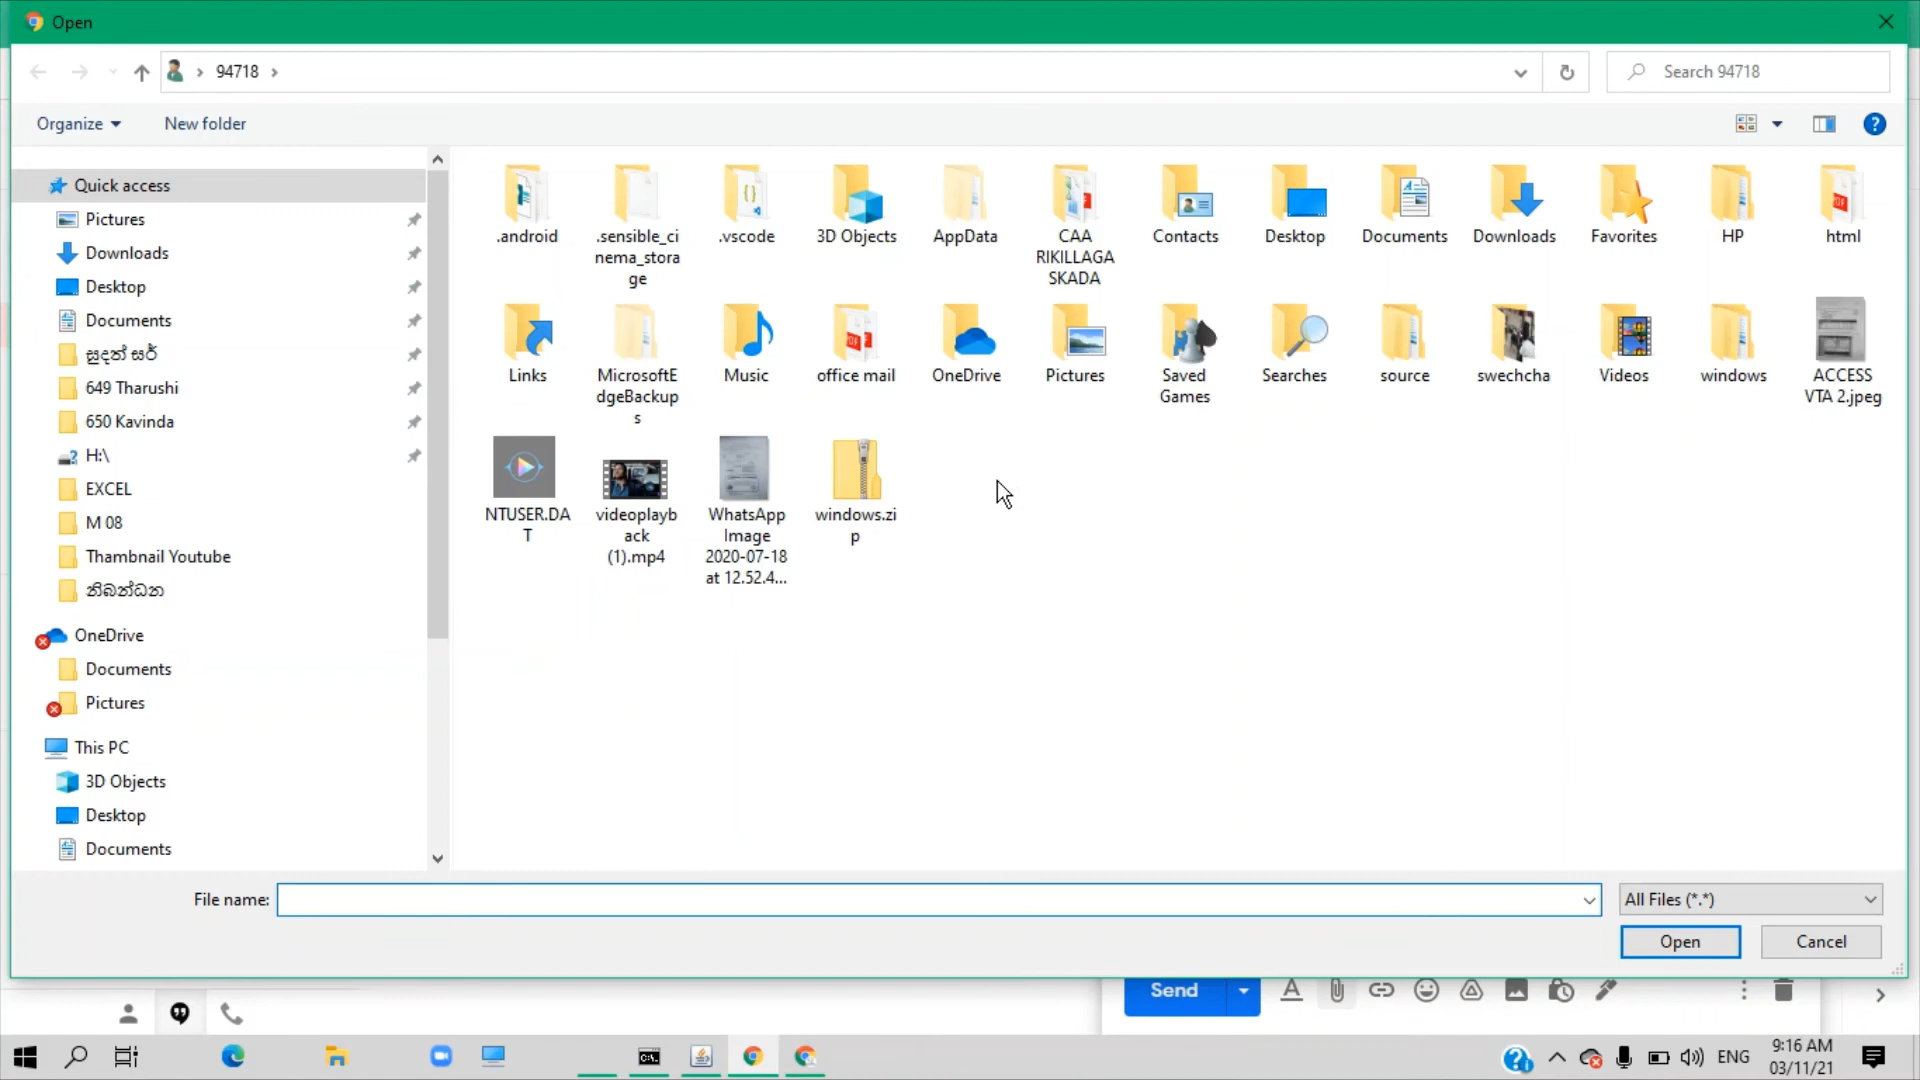 Open
94718
Search 94718
Organize
New folder
Quick access
Pictures
Downloads
Desktop
Documents
සුදත් සර්
649 Tharushi
650 Kavinda
H:\
EXCEL
M 08
Thambnail Youtube
නිබන්ධන
OneDrive
Documents
Pictures
This PC
3D Objects
Desktop
Documents
.android
.sensible_ci
nema_stora
ge
.vscode
3D Objects
AppData
CAA
RIKILLAGA
SKADA
Contacts
Desktop
Documents
Downloads
Favorites
HP
html
Links
MicrosoftE
dgeBackup
s
Music
office mail
OneDrive
Pictures
Saved
Games
Searches
source
swechcha
Videos
windows
ACCESS
VTA 2.jpeg
NTUSER.DA
T
videoplayb
ack
(1).mp4
WhatsApp
Image
2020-07-18
at 12.52.4...
windows.zi
p
File name:
All Files (*.*)
Open
Cancel
Send
ENG
9:16 AM
03/11/21